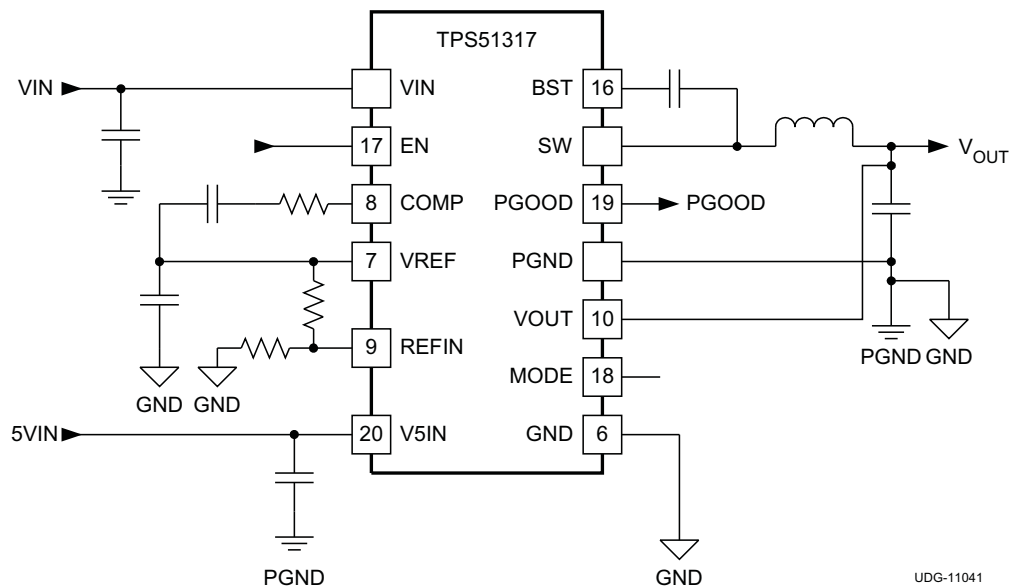 TPS51317
VIN
VIN
BST
16
17
EN
SW
V_OUT
8
COMP
PGOOD
19
PGOOD
7
VREF
PGND
VOUT
10
9
REFIN
PGND
GND
GND
GND
MODE
18
5VIN
20
V5IN
GND
6
PGND
GND
UDG-11041